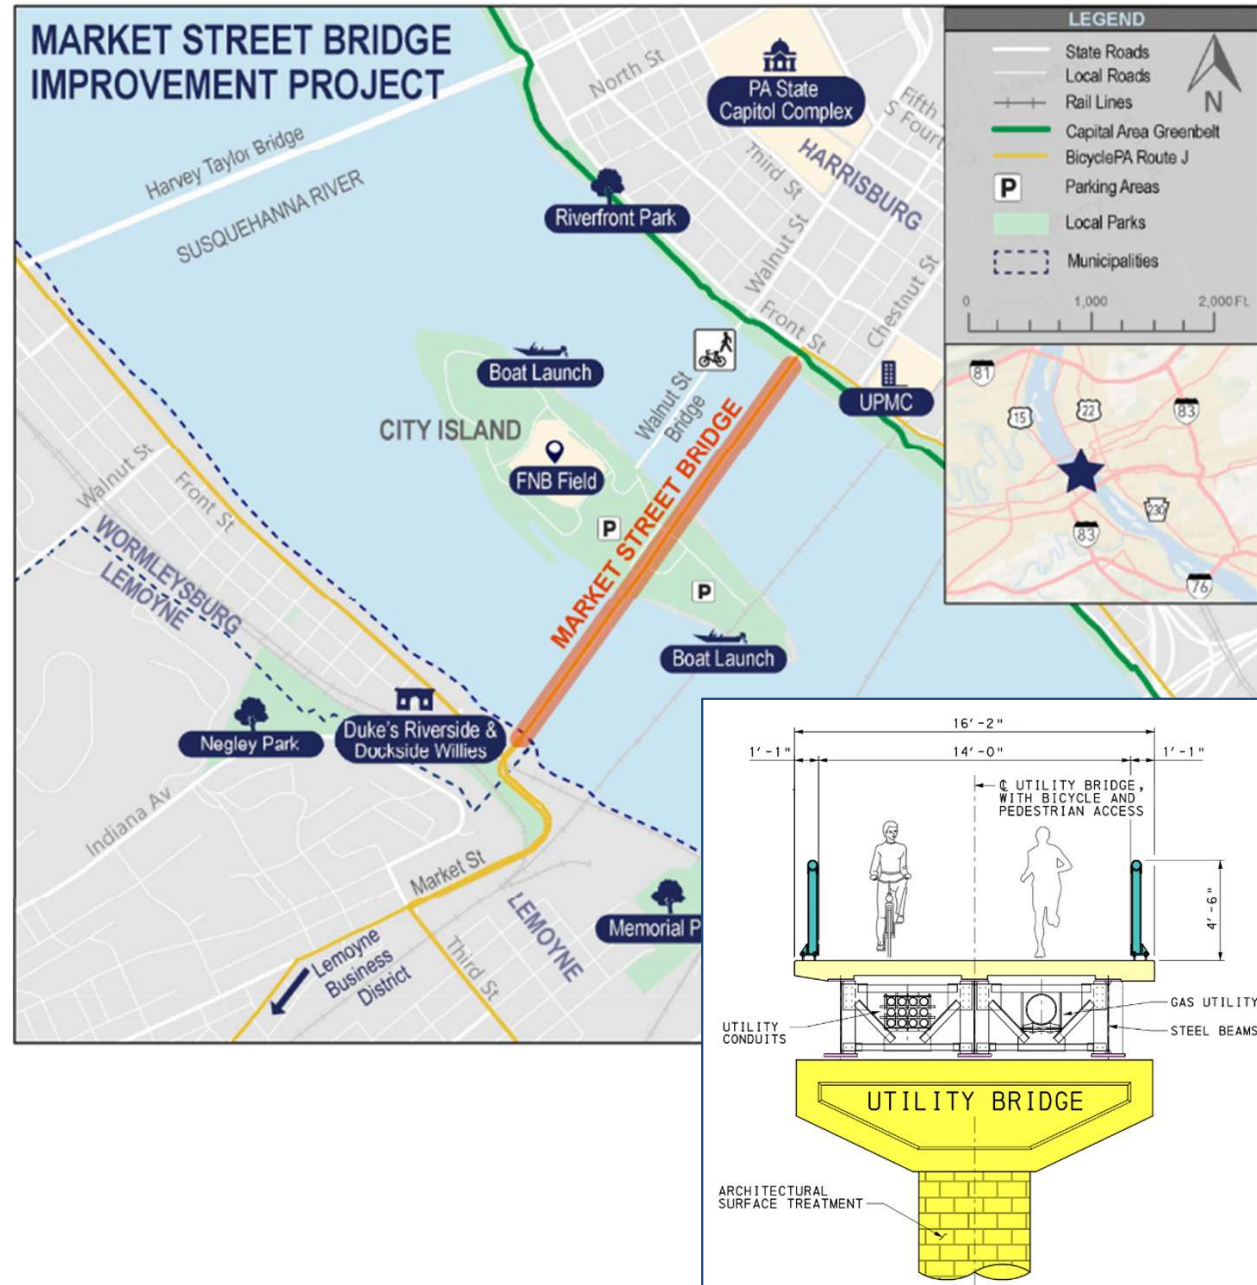 MARKET STREET BRIDGE
IMPROVEMENT PROJECT
Harvey Taylor Bridge
SUSQUEHANNA RIVER
North St
PA State
Capitol Complex
Fifth
S Fourt
Third St
HARRISBURG
Riverfront Park
Walnut St
Chestnut St
Front St
Boat Launch
UPMC
CITY ISLAND
Walnut St
Bridge
FNB Field
P
MARKET STREET BRIDGE
P
Boat Launch
Walnut St
Front St
WORMLEYSBURG
LEMOYNE
Negley Park
Duke's Riverside &
Dockside Willies
Indiana Av
Market St
LEMOYNE
Memorial P
Lemoyne
Business
District
Third St
LEGEND
State Roads
Local Roads
Rail Lines
Capital Area Greenbelt
BicyclePA Route J
P
Parking Areas
Local Parks
Municipalities
N
0 1,000 2,000 Ft.
81
15
22
83
230
83
76
16'-2"
1'-1" 14'-0" 1'-1"
℄ UTILITY BRIDGE,
WITH BICYCLE AND
PEDESTRIAN ACCESS
4'-6"
UTILITY
CONDUITS
GAS UTILITY
STEEL BEAMS
UTILITY BRIDGE
ARCHITECTURAL
SURFACE TREATMENT